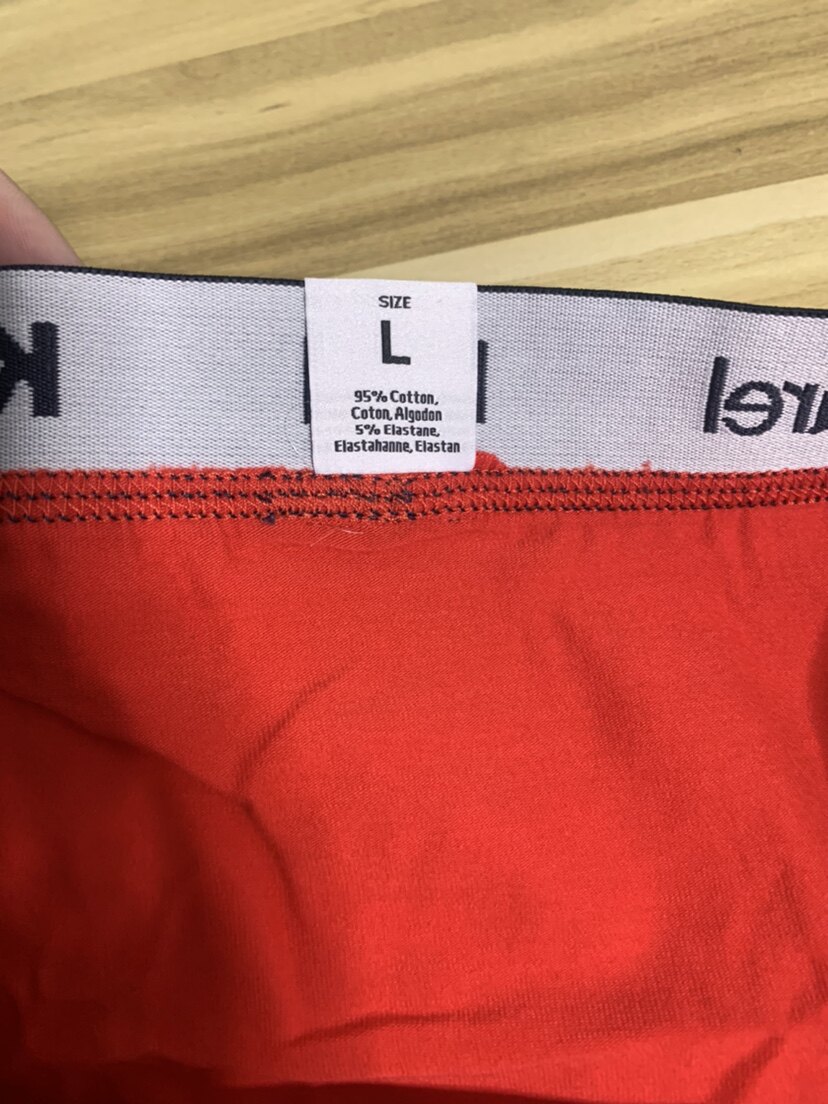 SIZE
L
95% Cotton,
Coton, Algodon
5% Elastane,
Elastahanne, Elastan